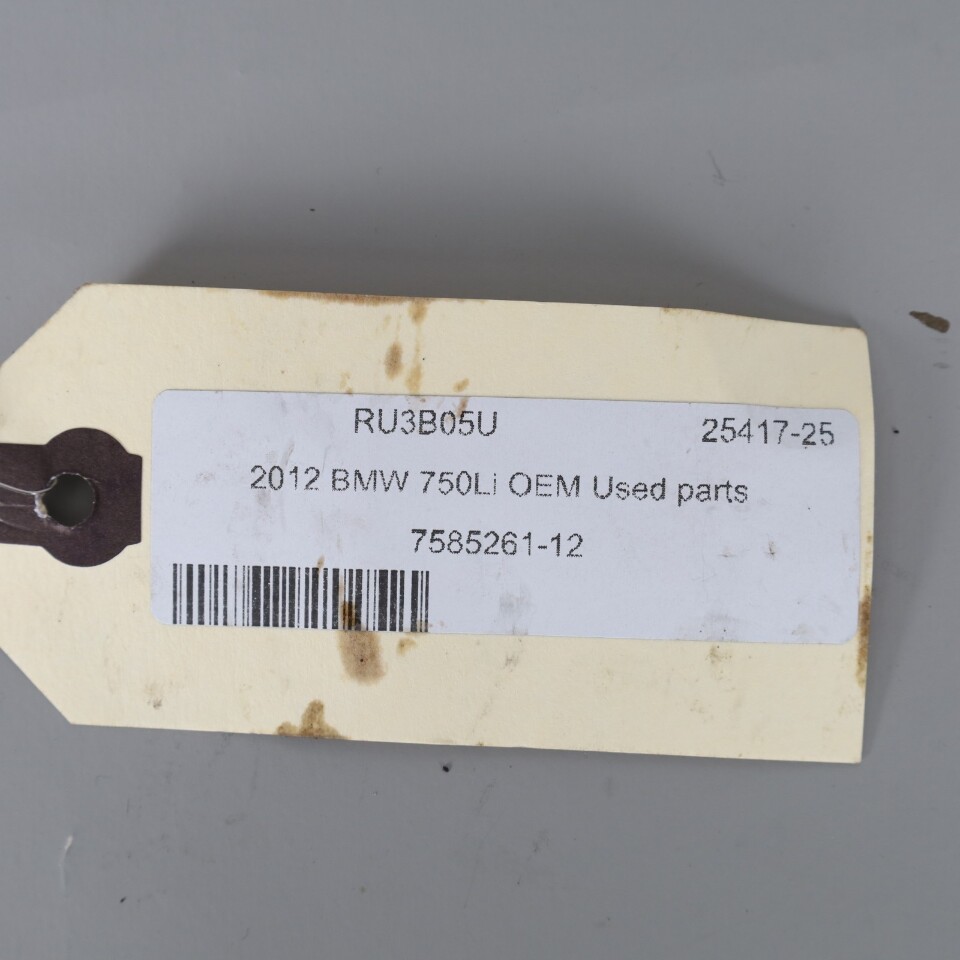 RU3B05U 25417-25
2012 BMW 750Li OEM Used parts
7585261-12